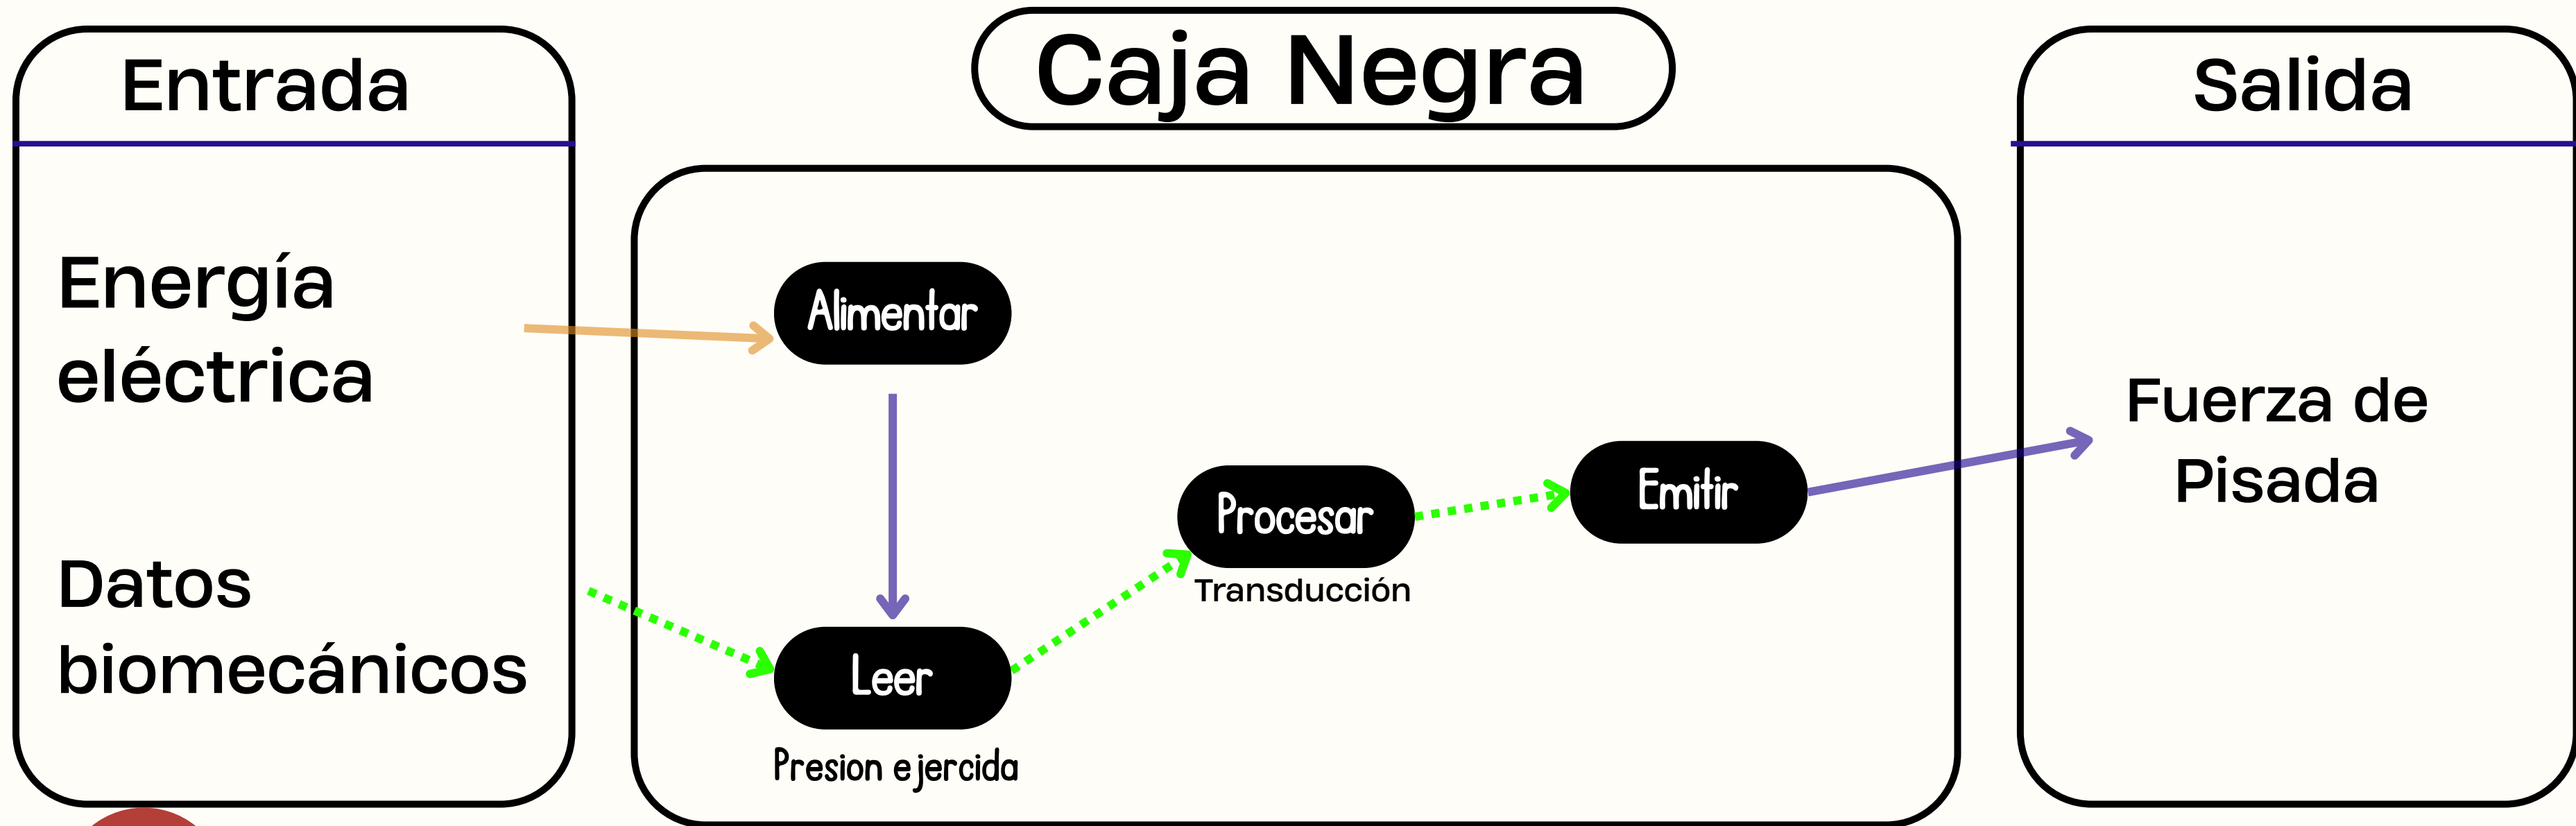 Entrada
Energía
eléctrica
Datos
biomecánicos
Caja Negra
Alimentar
Leer
Presion ejercida
Procesar
Transducción
Emitir
Salida
Fuerza de
Pisada